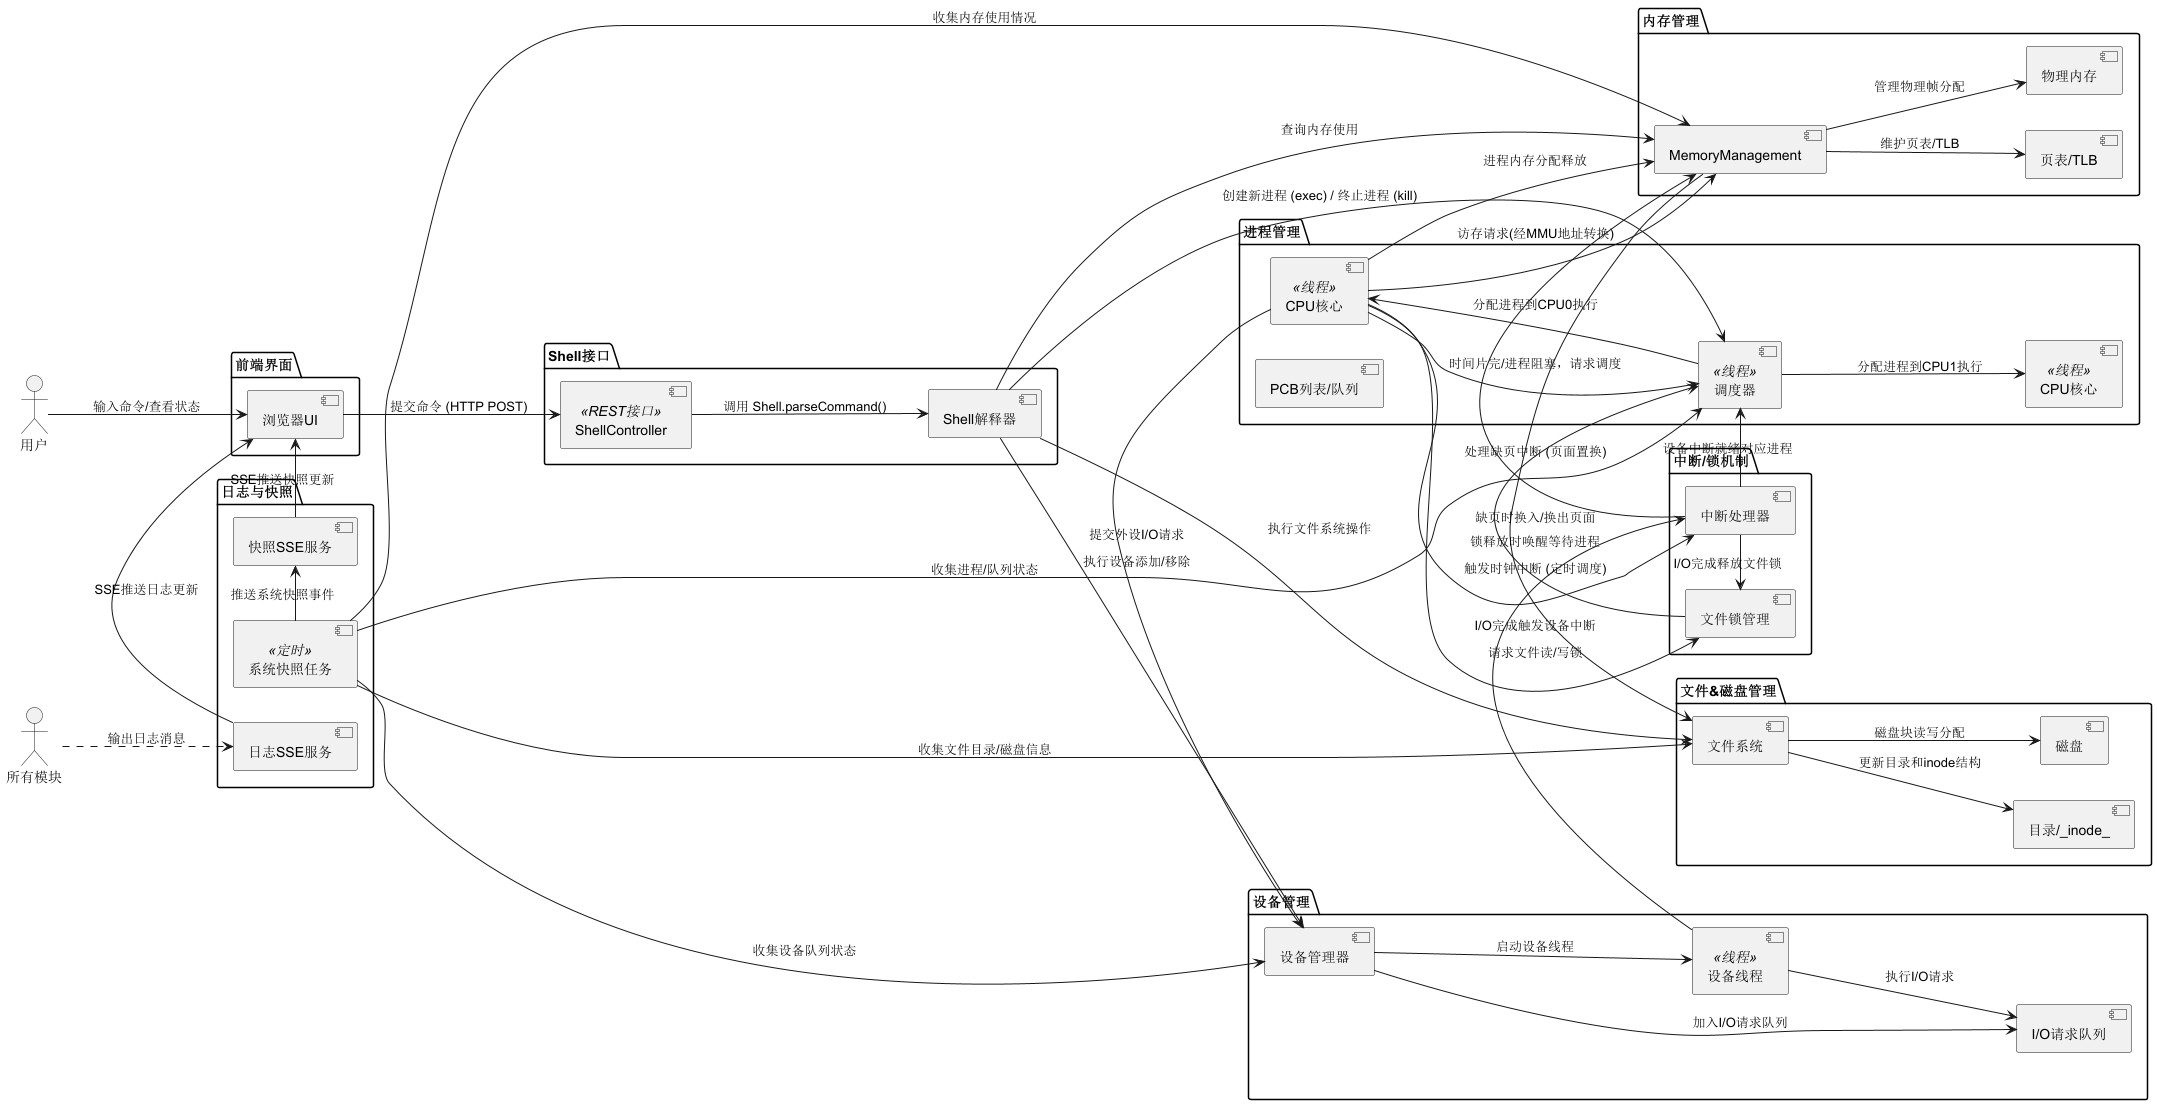 收集内存使用情况
内存管理
物理内存
管理物理帧分配
MemoryManagement
维护页表/TLB
页表/TLB
查询内存使用
进程内存分配释放
创建新进程 (exec) / 终止进程 (kill)
进程管理
访存请求(经MMU地址转换)
«线程»
CPU核心
分配进程到CPU0执行
时间片完/进程阻塞，请求调度
PCB列表/队列
«线程»
调度器
分配进程到CPU1执行
«线程»
CPU核心
用户
输入命令/查看状态
前端界面
浏览器UI
提交命令 (HTTP POST)
Shell接口
«REST接口»
ShellController
调用 Shell.parseCommand()
Shell解释器
处理缺页中断 (页面置换)
设备中断就绪对应进程
中断/锁机制
中断处理器
I/O完成释放文件锁
文件锁管理
SSE推送快照更新
日志与快照
快照SSE服务
推送系统快照事件
«定时»
系统快照任务
SSE推送日志更新
日志SSE服务
所有模块
输出日志消息
提交外设I/O请求
执行设备添加/移除
执行文件系统操作
缺页时换入/换出页面
锁释放时唤醒等待进程
触发时钟中断 (定时调度)
I/O完成触发设备中断
请求文件读/写锁
收集进程/队列状态
收集文件目录/磁盘信息
收集设备队列状态
文件&磁盘管理
文件系统
磁盘块读写分配
磁盘
更新目录和inode结构
目录/_inode_
设备管理
设备管理器
启动设备线程
«线程»
设备线程
执行I/O请求
加入I/O请求队列
I/O请求队列